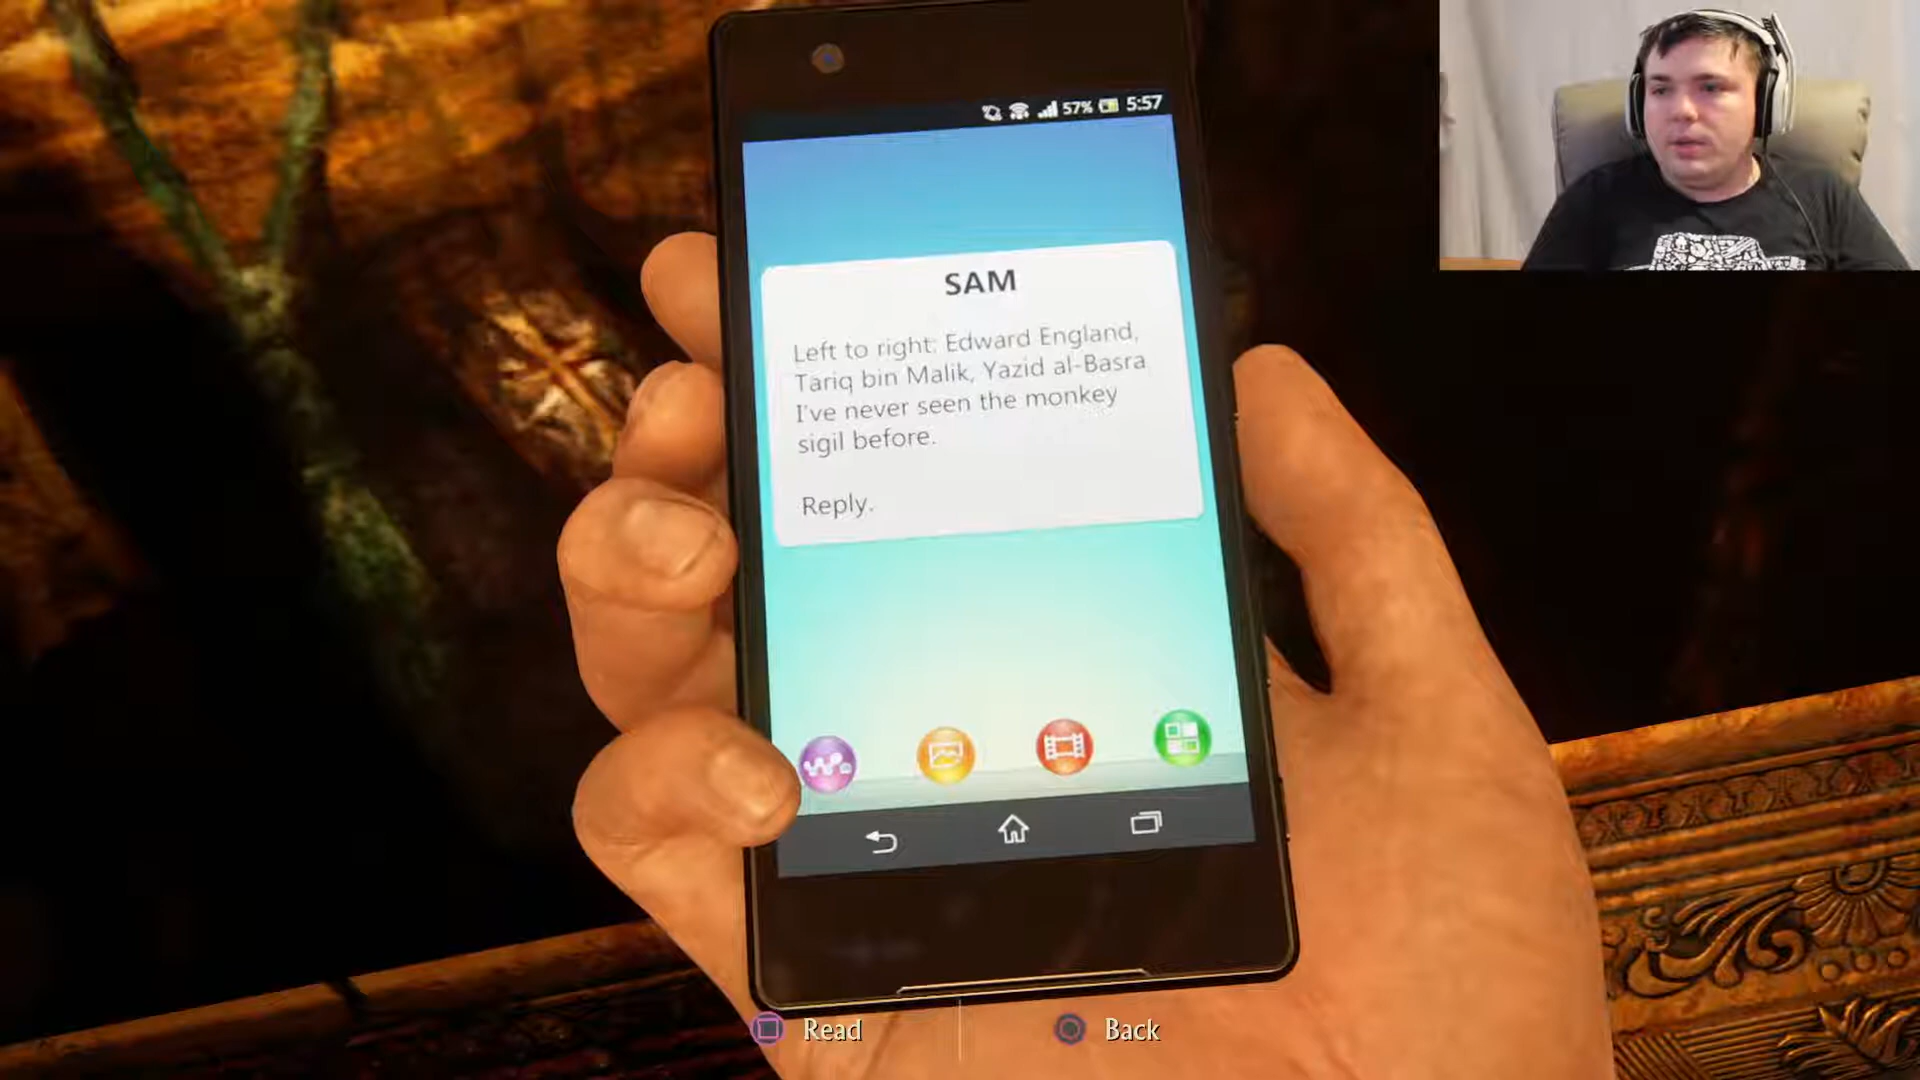 57% 5:57
SAM
Left to right: Edward England,
Tariq bin Malik, Yazid al-Basra
I've never seen the monkey
sigil before.
Reply.
Read
Back